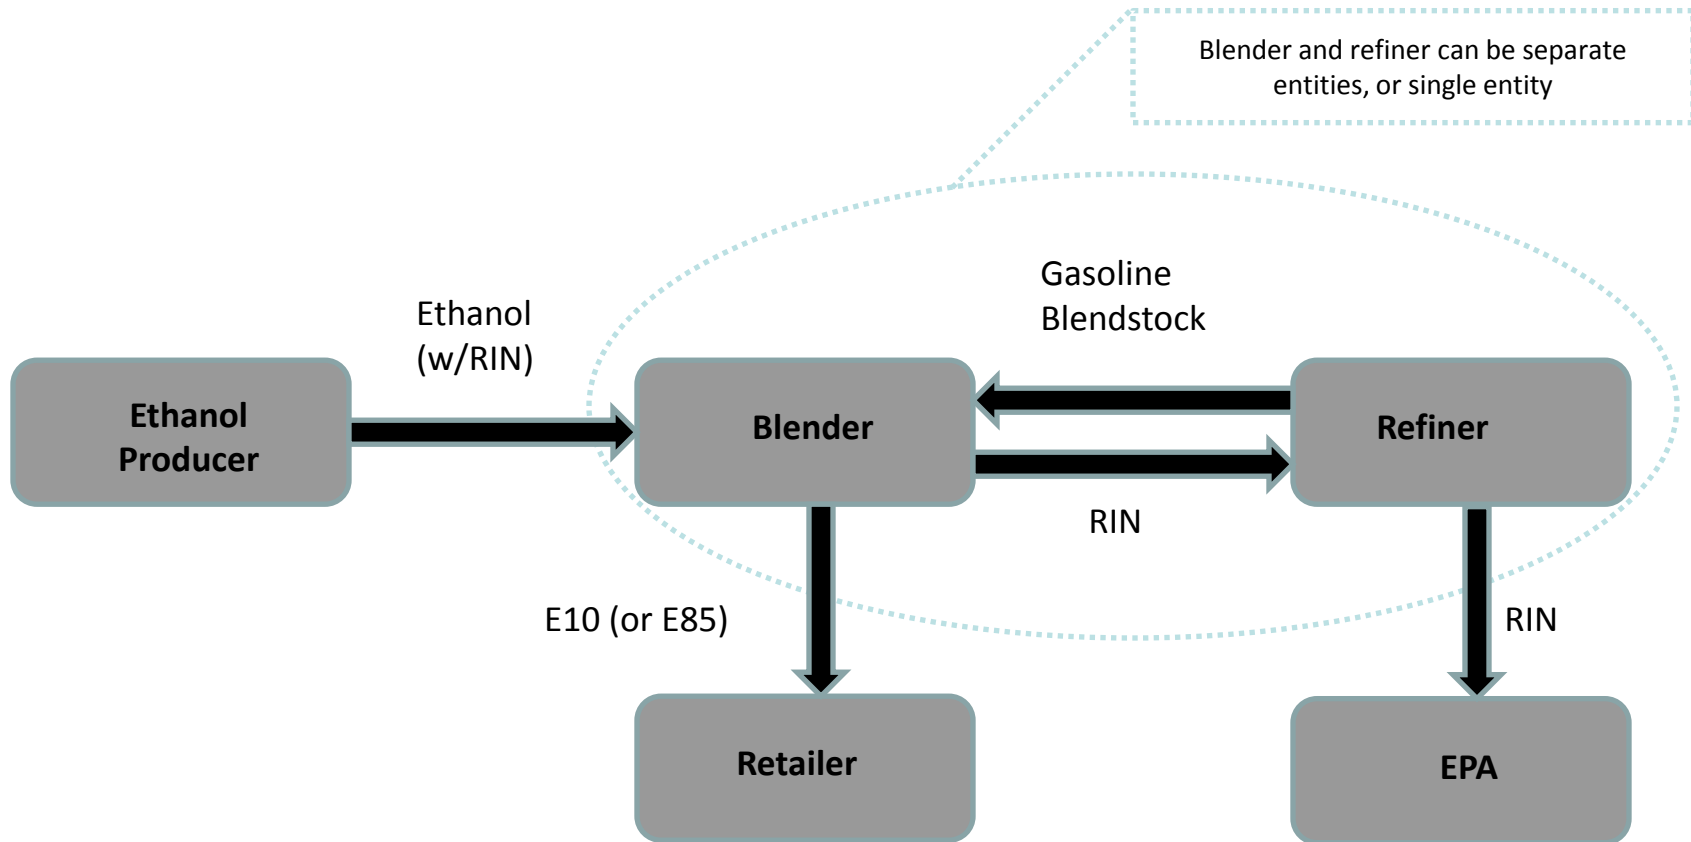 Blender and refiner can be separate
entities, or single entity
Gasoline
Blendstock
Ethanol
(w/RIN)
Ethanol
Producer
Blender
Refiner
RIN
E10 (or E85)
RIN
Retailer
EPA